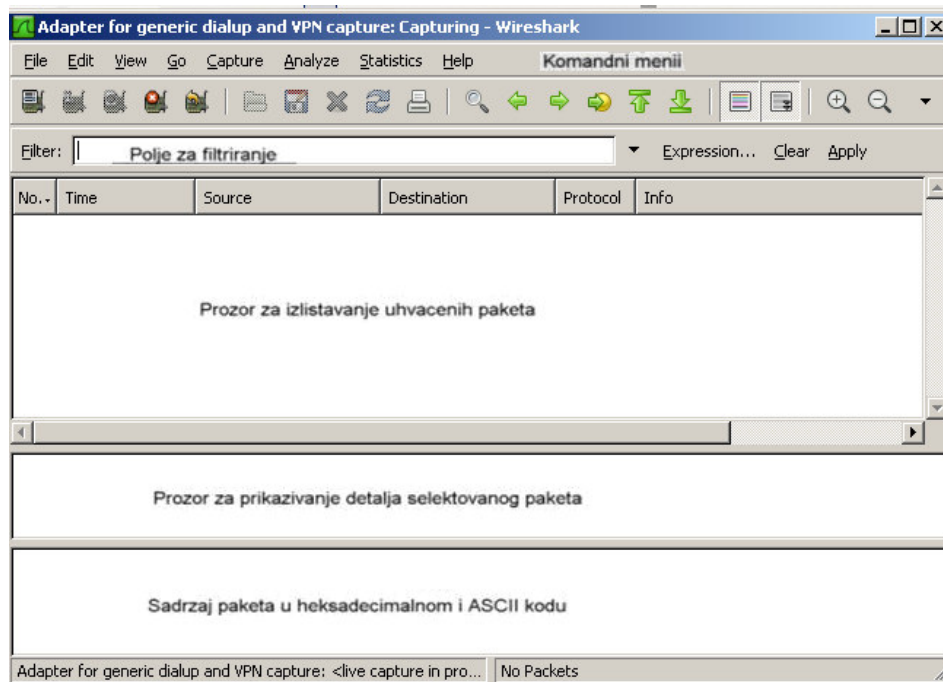 Adapter for generic dialup and VPN capture: Capturing - Wireshark
File Edit View Go Capture Analyze Statistics Help Komandni menii
Filter: Polje za filtriranje Expression... Clear Apply
No. Time Source Destination Protocol Info
Prozor za izlistavanje uhvacenih paketa
Prozor za prikazivanje detalja selektovanog paketa
Sadrzaj paketa u heksadecimalnom i ASCII kodu
Adapter for generic dialup and VPN capture: <live capture in pro... No Packets